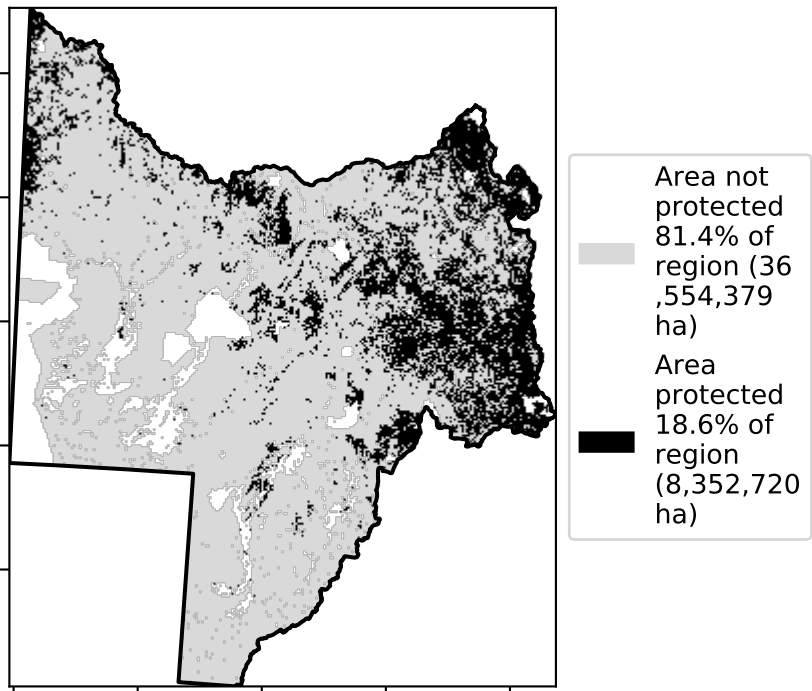 Area not
protected
81.4% of
region (36
,554,379
ha)
Area
protected
18.6% of
region
(8,352,720
ha)